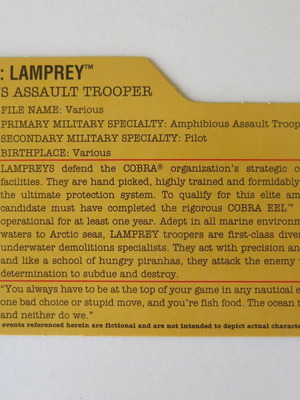 : LAMPREY™
US ASSAULT TROOPER
FILE NAME: Various
PRIMARY MILITARY SPECIALTY: Amphibious Assault Troop
SECONDARY MILITARY SPECIALTY: Pilot
BIRTHPLACE: Various
LAMPREYS defend the COBRA® organization's strategic c
facilities. They are hand picked, highly trained and formidably
the ultimate protection system. To qualify for this elite am
candidate must have completed the rigorous COBRA EEL™
operational for at least one year. Adept in all marine environm
waters to Arctic seas, LAMPREY troopers are first-class diver
underwater demolitions specialists. They act with precision an
and like a school of hungry piranhas, they attack the enemy
determination to subdue and destroy.
"You always have to be at the top of your game in any nautical e
one bad choice or stupid move, and you're fish food. The ocean
and neither do we."
events referenced herein are fictional and are not intended to depict actual character